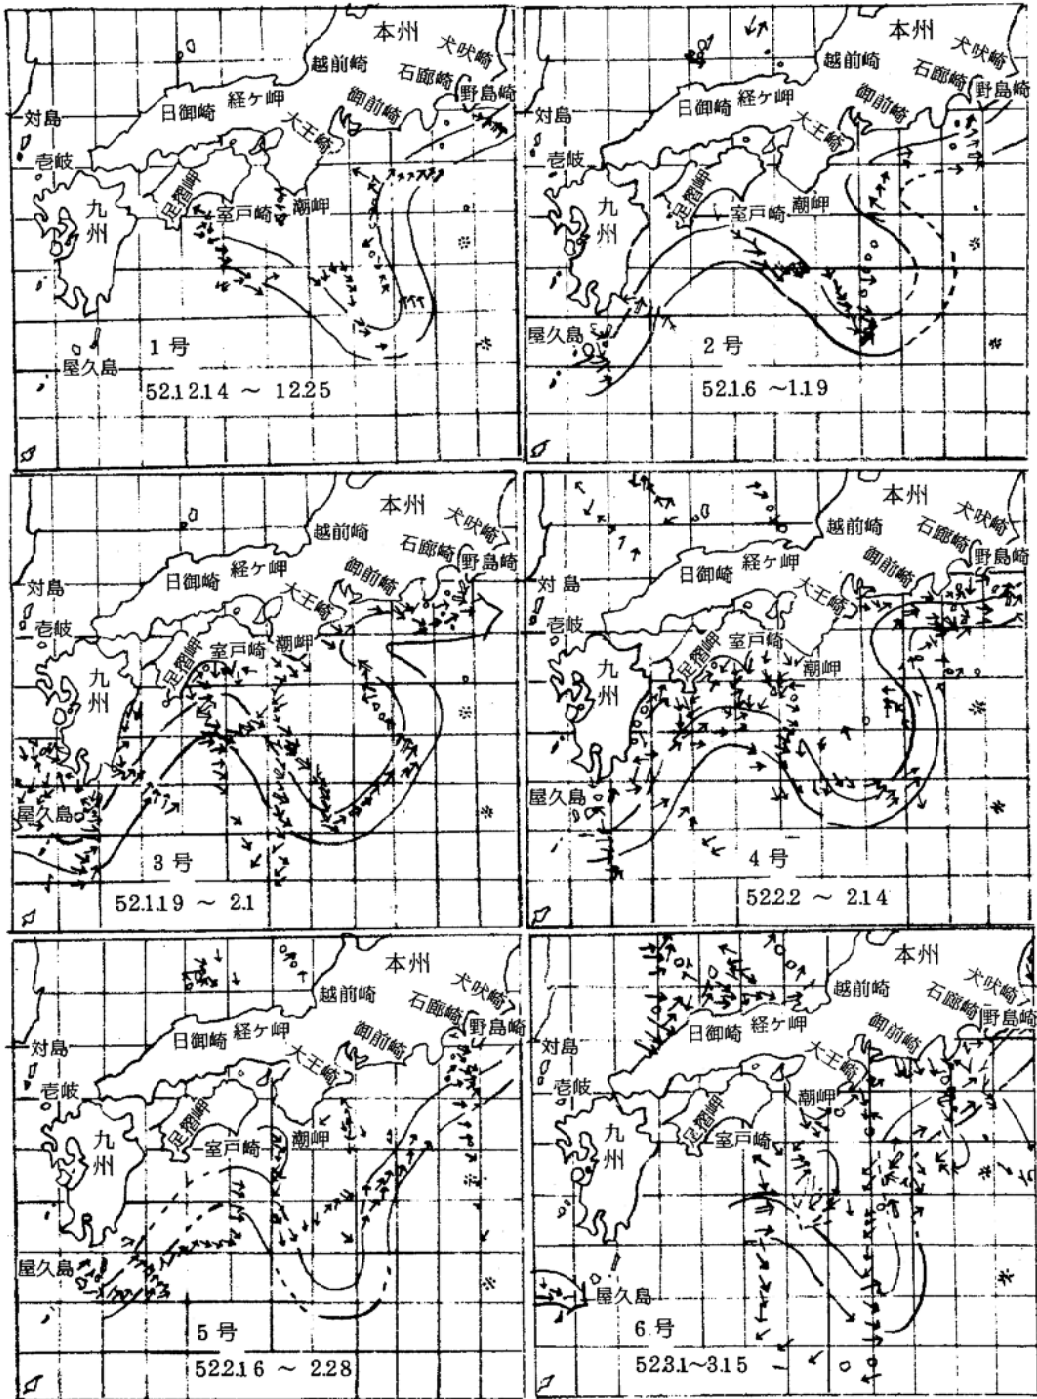 本州
犬吠崎
越前崎
石廊崎
野島崎
経ケ岬
御前崎
日御崎
対島
大王崎
壱岐
足摺岬
九州
室戸崎
潮岬
屋久島
1号
52.12.14 ～ 12.25
本州
犬吠崎
越前崎
石廊崎
野島崎
経ケ岬
御前崎
日御崎
対島
大王崎
壱岐
足摺岬
九州
室戸崎
潮岬
屋久島
2号
52.1.6 ～1.19
本州
犬吠崎
越前崎
石廊崎
野島崎
経ケ岬
御前崎
日御崎
対島
大王崎
壱岐
足摺岬
九州
室戸崎
潮岬
屋久島
3号
52.1.19 ～ 2.1
本州
犬吠崎
越前崎
石廊崎
野島崎
経ケ岬
御前崎
日御崎
対島
大王崎
壱岐
足摺岬
九州
室戸崎
潮岬
屋久島
4号
52.2.2 ～ 2.14
本州
犬吠崎
越前崎
石廊崎
野島崎
経ケ岬
御前崎
日御崎
対島
大王崎
壱岐
足摺岬
九州
室戸崎
潮岬
屋久島
5号
52.2.16 ～ 2.28
本州
犬吠崎
越前崎
石廊崎
野島崎
経ケ岬
御前崎
日御崎
対島
大王崎
壱岐
足摺岬
九州
室戸崎
潮岬
屋久島
6号
52.3.1～3.15